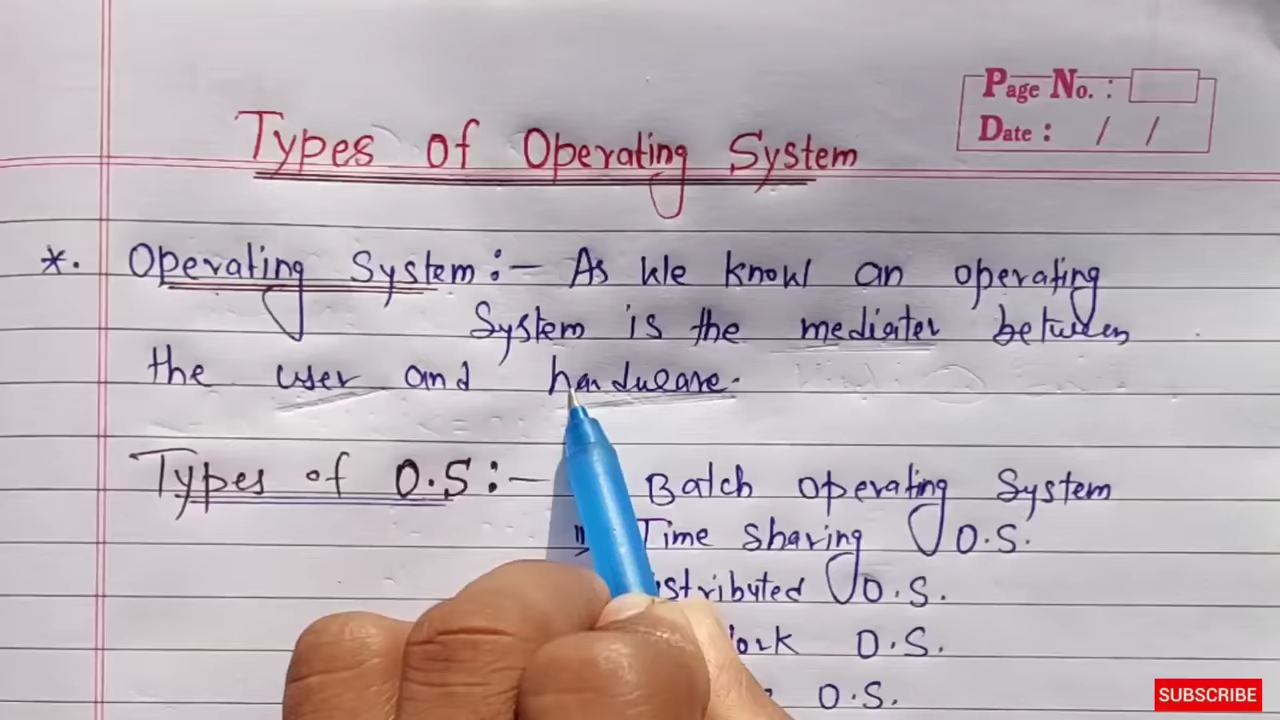 Page No. :
Date : / /
Types of Operating System
*. Operating System :- As We know an operating
System is the mediater between
the user and hardware.
Types of O.S :- Batch Operating System
Time Sharing O.S.
istributed O.S.
O.S.
O.S.
SUBSCRIBE